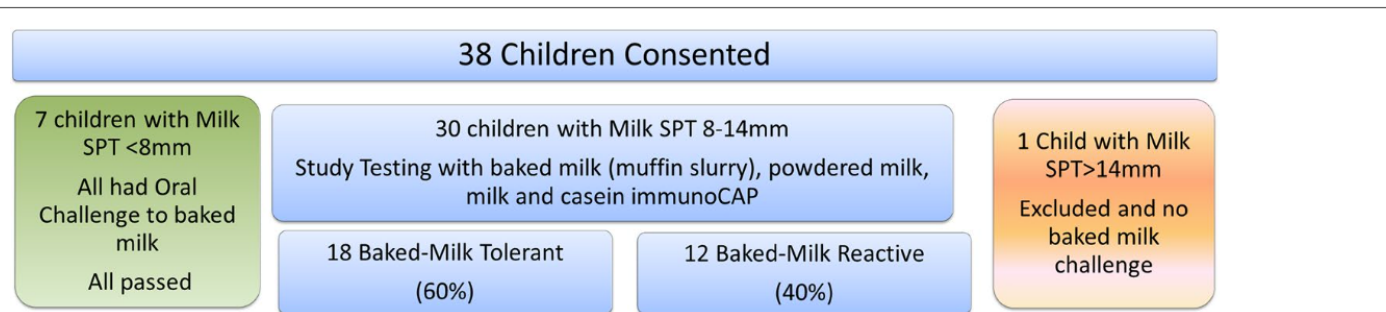 38 Children Consented
7 children with Milk
SPT <8mm
All had Oral
Challenge to baked
milk
All passed
30 children with Milk SPT 8-14mm
Study Testing with baked milk (muffin slurry), powdered milk,
milk and casein immunoCAP
18 Baked-Milk Tolerant
(60%)
12 Baked-Milk Reactive
(40%)
1 Child with Milk
SPT>14mm
Excluded and no
baked milk
challenge